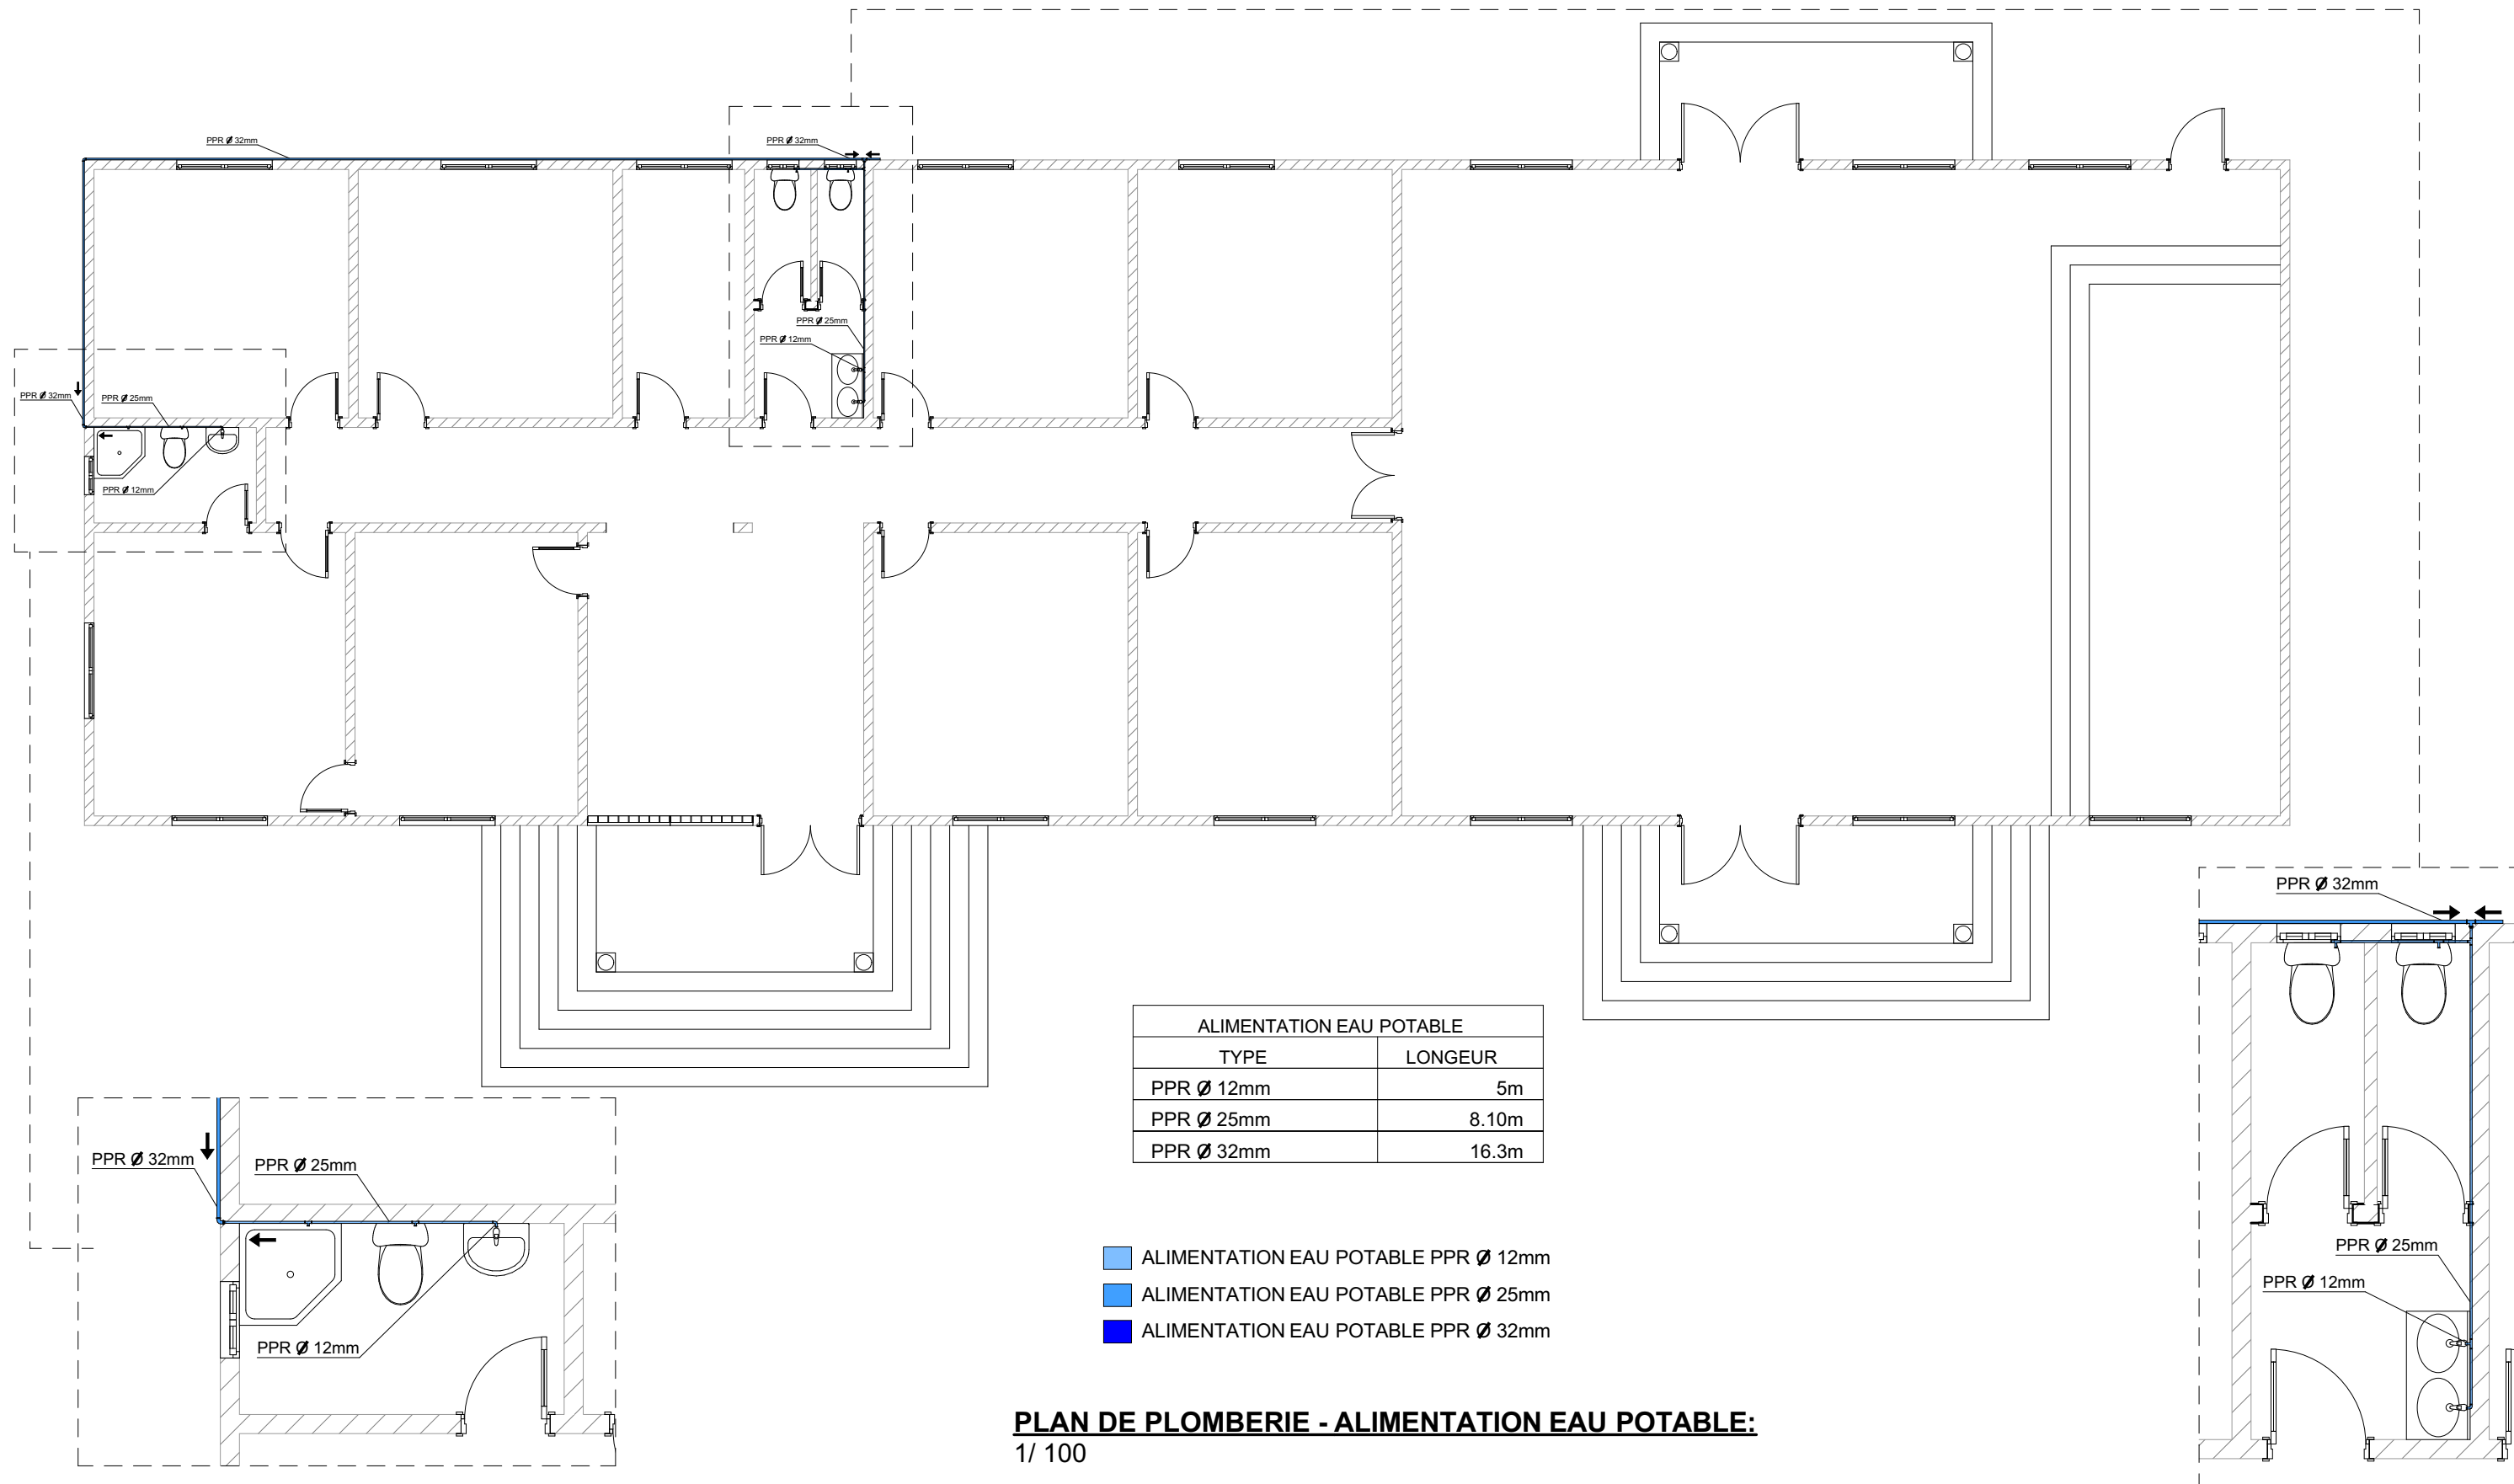 PPR Ø 32mm
PPR Ø 32mm
PPR Ø 25mm
PPR Ø 12mm
PPR Ø 32mm
PPR Ø 25mm
PPR Ø 12mm
PPR Ø 32mm
ALIMENTATION EAU POTABLE
TYPE LONGEUR
PPR Ø 12mm 5m
PPR Ø 25mm 8.10m
PPR Ø 32mm 16.3m
PPR Ø 32mm
PPR Ø 25mm
PPR Ø 12mm
PPR Ø 25mm
PPR Ø 12mm
ALIMENTATION EAU POTABLE PPR Ø 12mm
ALIMENTATION EAU POTABLE PPR Ø 25mm
ALIMENTATION EAU POTABLE PPR Ø 32mm
PLAN DE PLOMBERIE - ALIMENTATION EAU POTABLE:
1/ 100